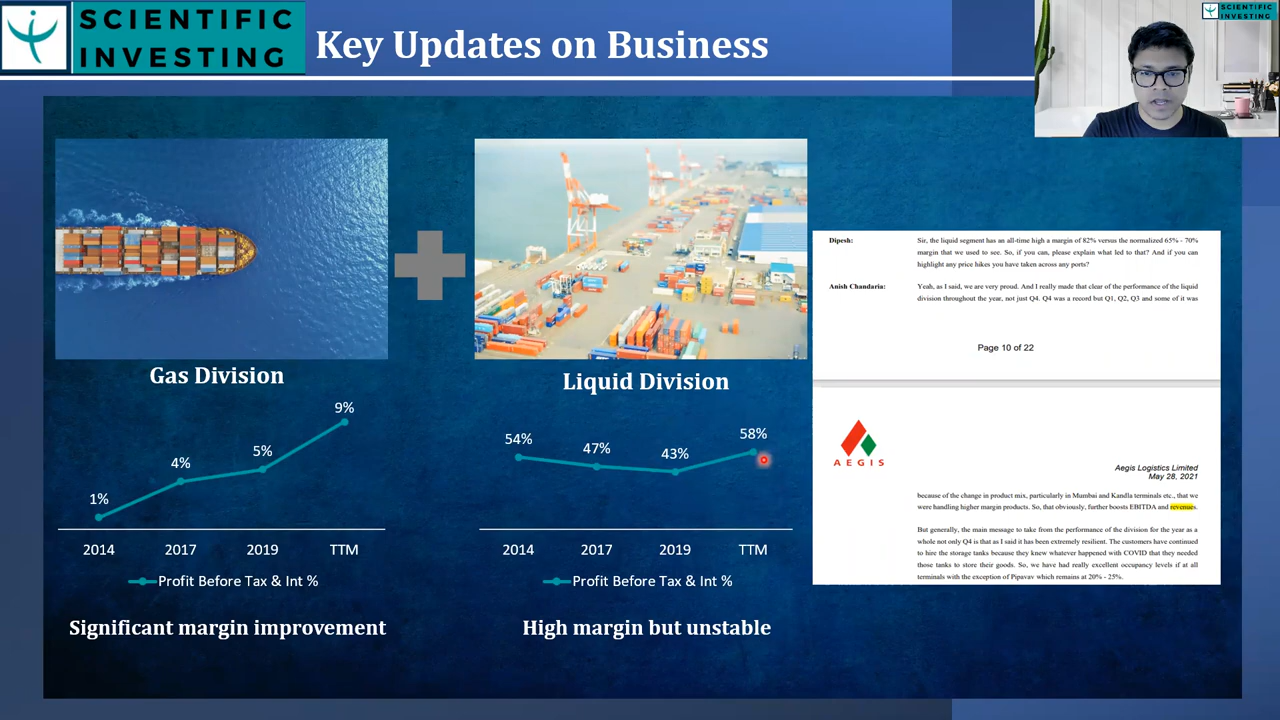 SCIENTIFIC
INVESTING
Key Updates on Business
SCIENTIFIC
INVESTING
Gas Division
9%
5%
4%
1%
2014 2017 2019 TTM
Profit Before Tax & Int %
Significant margin improvement
Liquid Division
54%
47%
43%
58%
2014 2017 2019 TTM
Profit Before Tax & Int %
High margin but unstable
Dipesh: Sir, the liquid segment has an all-time high a margin of 82% versus the normalized 65% - 70%
margin that we used to see. So, if you can, please explain what led to that? And if you can
highlight any price hikes you have taken across any ports?
Anish Chandaria: Yeah, as I said, we are very proud. And I really made that clear of the performance of the liquid
division throughout the year, not just Q4. Q4 was a record but Q1, Q2, Q3 and some of it was
Page 10 of 22
AEGIS
Aegis Logistics Limited
May 28, 2021
because of the change in product mix, particularly in Mumbai and Kandla terminals etc., that we
were handling higher margin products. So, that obviously, further boosts EBITDA and revenues.
But generally, the main message to take from the performance of the division for the year as a
whole not only Q4 is that as I said it has been extremely resilient. The customers have continued
to hire the storage tanks because they knew whatever happened with COVID that they needed
those tanks to store their goods. So, we have had really excellent occupancy levels if at all
terminals with the exception of Pipavav which remains at 20% - 25%.